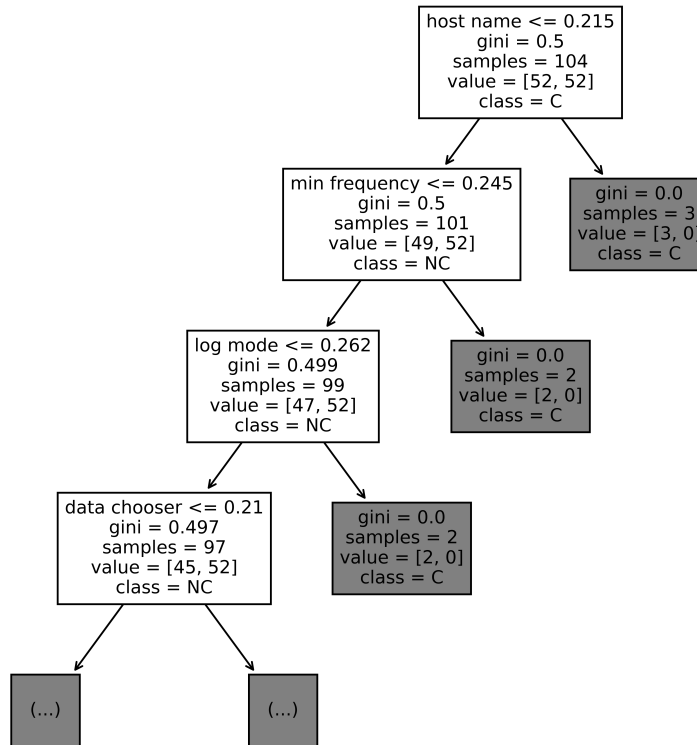 host name <= 0.215
gini = 0.5
samples = 104
value = [52, 52]
class = C
min frequency <= 0.245
gini = 0.5
samples = 101
value = [49, 52]
class = NC
gini = 0.0
samples = 3
value = [3, 0]
class = C
log mode <= 0.262
gini = 0.499
samples = 99
value = [47, 52]
class = NC
gini = 0.0
samples = 2
value = [2, 0]
class = C
data chooser <= 0.21
gini = 0.497
samples = 97
value = [45, 52]
class = NC
gini = 0.0
samples = 2
value = [2, 0]
class = C
(...)
(...)